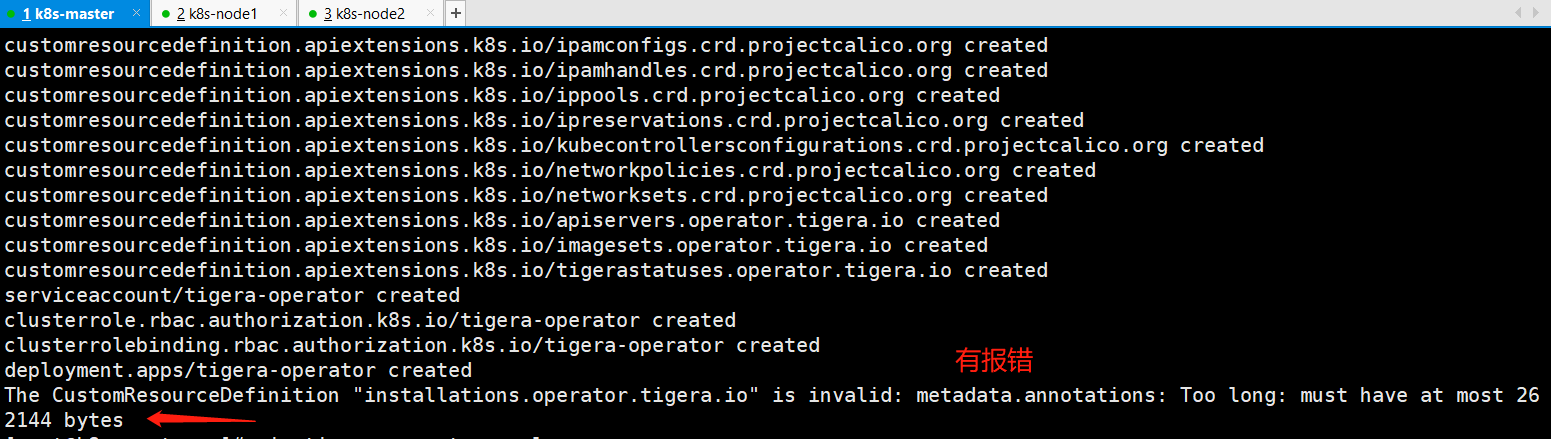 1 k8s-master × 2 k8s-node1 × 3 k8s-node2 × +
customresourcedefinition.apiextensions.k8s.io/ipamconfigs.crd.projectcalico.org created
customresourcedefinition.apiextensions.k8s.io/ipamhandles.crd.projectcalico.org created
customresourcedefinition.apiextensions.k8s.io/ippools.crd.projectcalico.org created
customresourcedefinition.apiextensions.k8s.io/ipreservations.crd.projectcalico.org created
customresourcedefinition.apiextensions.k8s.io/kubecontrollersconfigurations.crd.projectcalico.org created
customresourcedefinition.apiextensions.k8s.io/networkpolicies.crd.projectcalico.org created
customresourcedefinition.apiextensions.k8s.io/networksets.crd.projectcalico.org created
customresourcedefinition.apiextensions.k8s.io/apiservers.operator.tigera.io created
customresourcedefinition.apiextensions.k8s.io/imagesets.operator.tigera.io created
customresourcedefinition.apiextensions.k8s.io/tigerastatuses.operator.tigera.io created
serviceaccount/tigera-operator created
clusterrole.rbac.authorization.k8s.io/tigera-operator created
clusterrolebinding.rbac.authorization.k8s.io/tigera-operator created
有报错
deployment.apps/tigera-operator created
The CustomResourceDefinition "installations.operator.tigera.io" is invalid: metadata.annotations: Too long: must have at most 26
2144 bytes